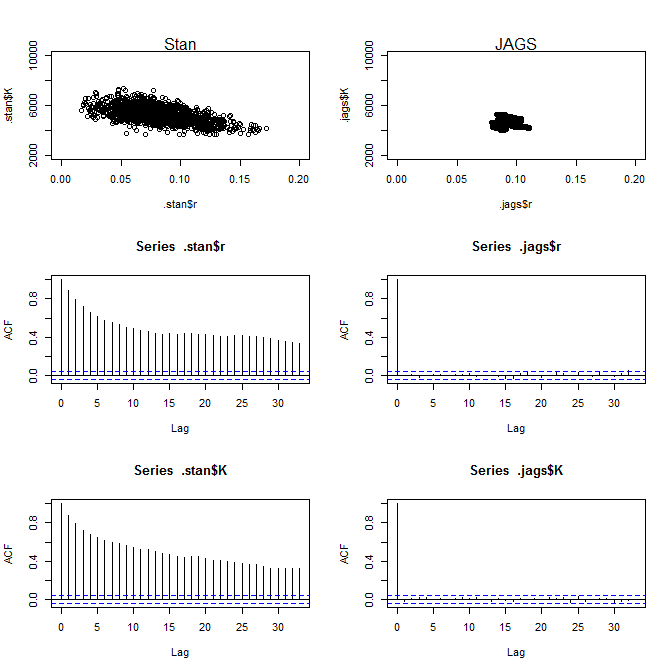 Stan
.stan$K
2000 6000 10000
0.00 0.05 0.10 0.15 0.20
.stan$r
JAGS
.jags$K
2000 6000 10000
0.00 0.05 0.10 0.15 0.20
.jags$r
Series .stan$r
ACF
0.0 0.4 0.8
0 5 10 15 20 25 30
Lag
Series .jags$r
ACF
0.0 0.4 0.8
0 5 10 15 20 25 30
Lag
Series .stan$K
ACF
0.0 0.4 0.8
0 5 10 15 20 25 30
Lag
Series .jags$K
ACF
0.0 0.4 0.8
0 5 10 15 20 25 30
Lag